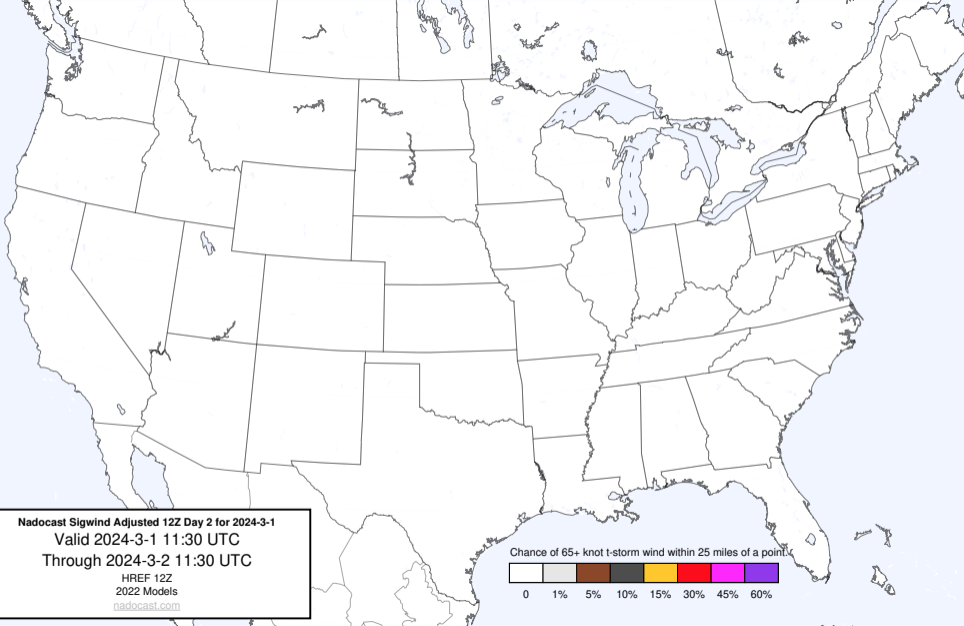 Nadocast Sigwind Adjusted 12Z Day 2 for 2024-3-1
Valid 2024-3-1 11:30 UTC
Through 2024-3-2 11:30 UTC
HREF 12Z
2022 Models
nadocast.com
Chance of 65+ knot t-storm wind within 25 miles of a point.
0 1% 5% 10% 15% 30% 45% 60%